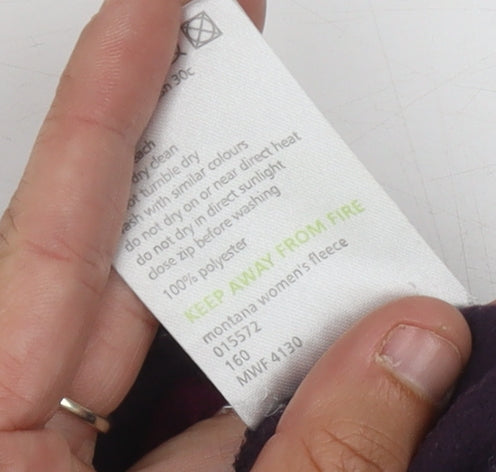 30c
dry clean
tumble dry
with similar colours
do not dry on or near direct heat
do not dry in direct sunlight
close zip before washing
100% polyester
KEEP AWAY FROM FIRE
montana women's fleece
015572
160
MWF 4130